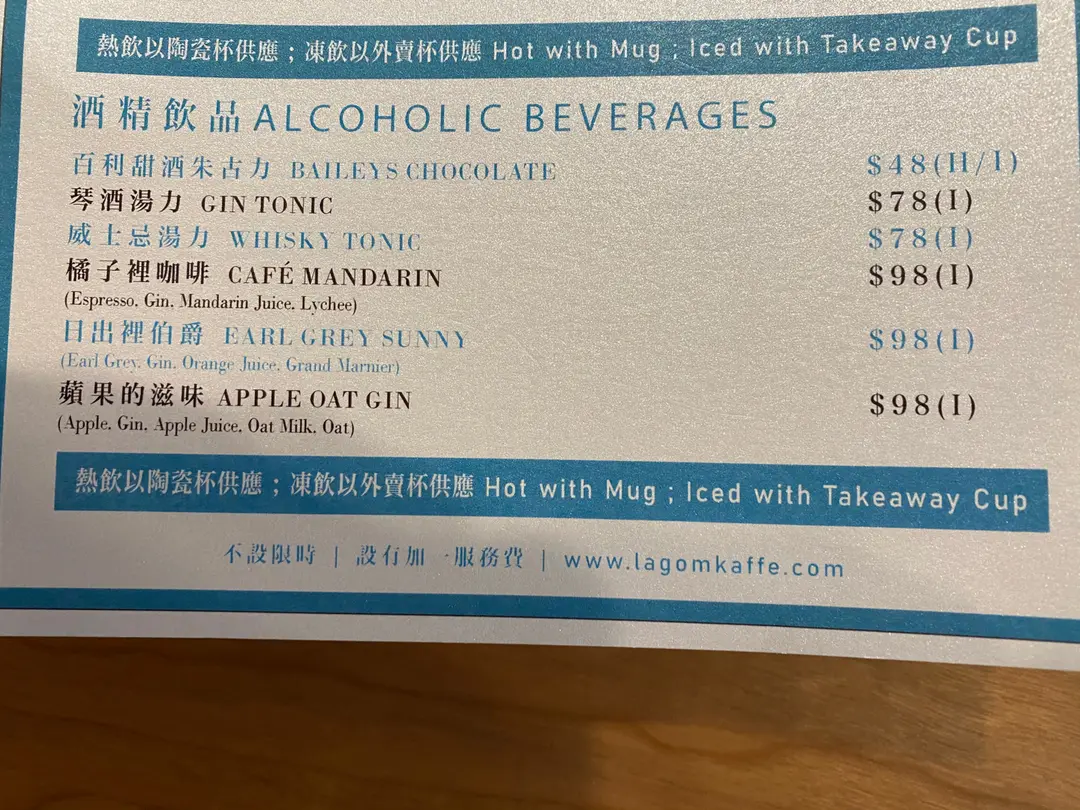 熱飲以陶瓷杯供應；凍飲以外賣杯供應 Hot with Mug ; Iced with Takeaway Cup
酒精飲品 ALCOHOLIC BEVERAGES
百利甜酒朱古力 BAILEYS CHOCOLATE $48(H/I)
琴酒湯力 GIN TONIC $78(I)
威士忌湯力 WHISKY TONIC $78(I)
橘子裡咖啡 CAFÉ MANDARIN $98(I)
(Espresso. Gin. Mandarin Juice. Lychee)
日出裡伯爵 EARL GREY SUNNY $98(I)
(Earl Grey. Gin. Orange Juice. Grand Marnier)
蘋果的滋味 APPLE OAT GIN $98(I)
(Apple. Gin. Apple Juice. Oat Milk. Oat)
熱飲以陶瓷杯供應；凍飲以外賣杯供應 Hot with Mug ; Iced with Takeaway Cup
不設限時 | 設有加一服務費 | www.lagomkaffe.com